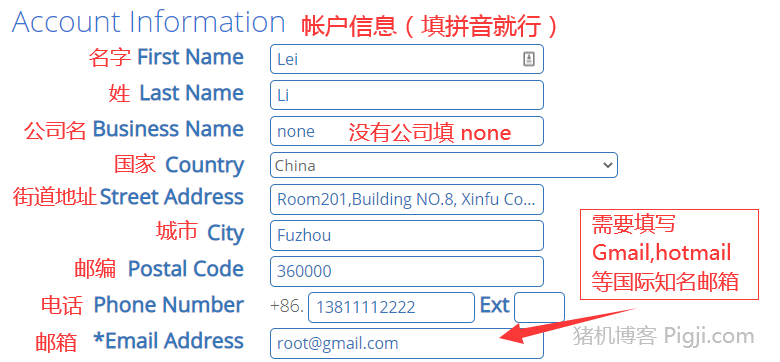 Account Information 帐户信息（填拼音就行）
名字 First Name Lei
姓 Last Name Li
公司名 Business Name none 没有公司填 none
国家 Country China
街道地址 Street Address Room201,Building NO.8, Xinfu Co...
城市 City Fuzhou
邮编 Postal Code 360000
电话 Phone Number +86. 13811112222 Ext
邮箱 *Email Address root@gmail.com
需要填写
Gmail,hotmail
等国际知名邮箱
猪机博客 Pigji.com